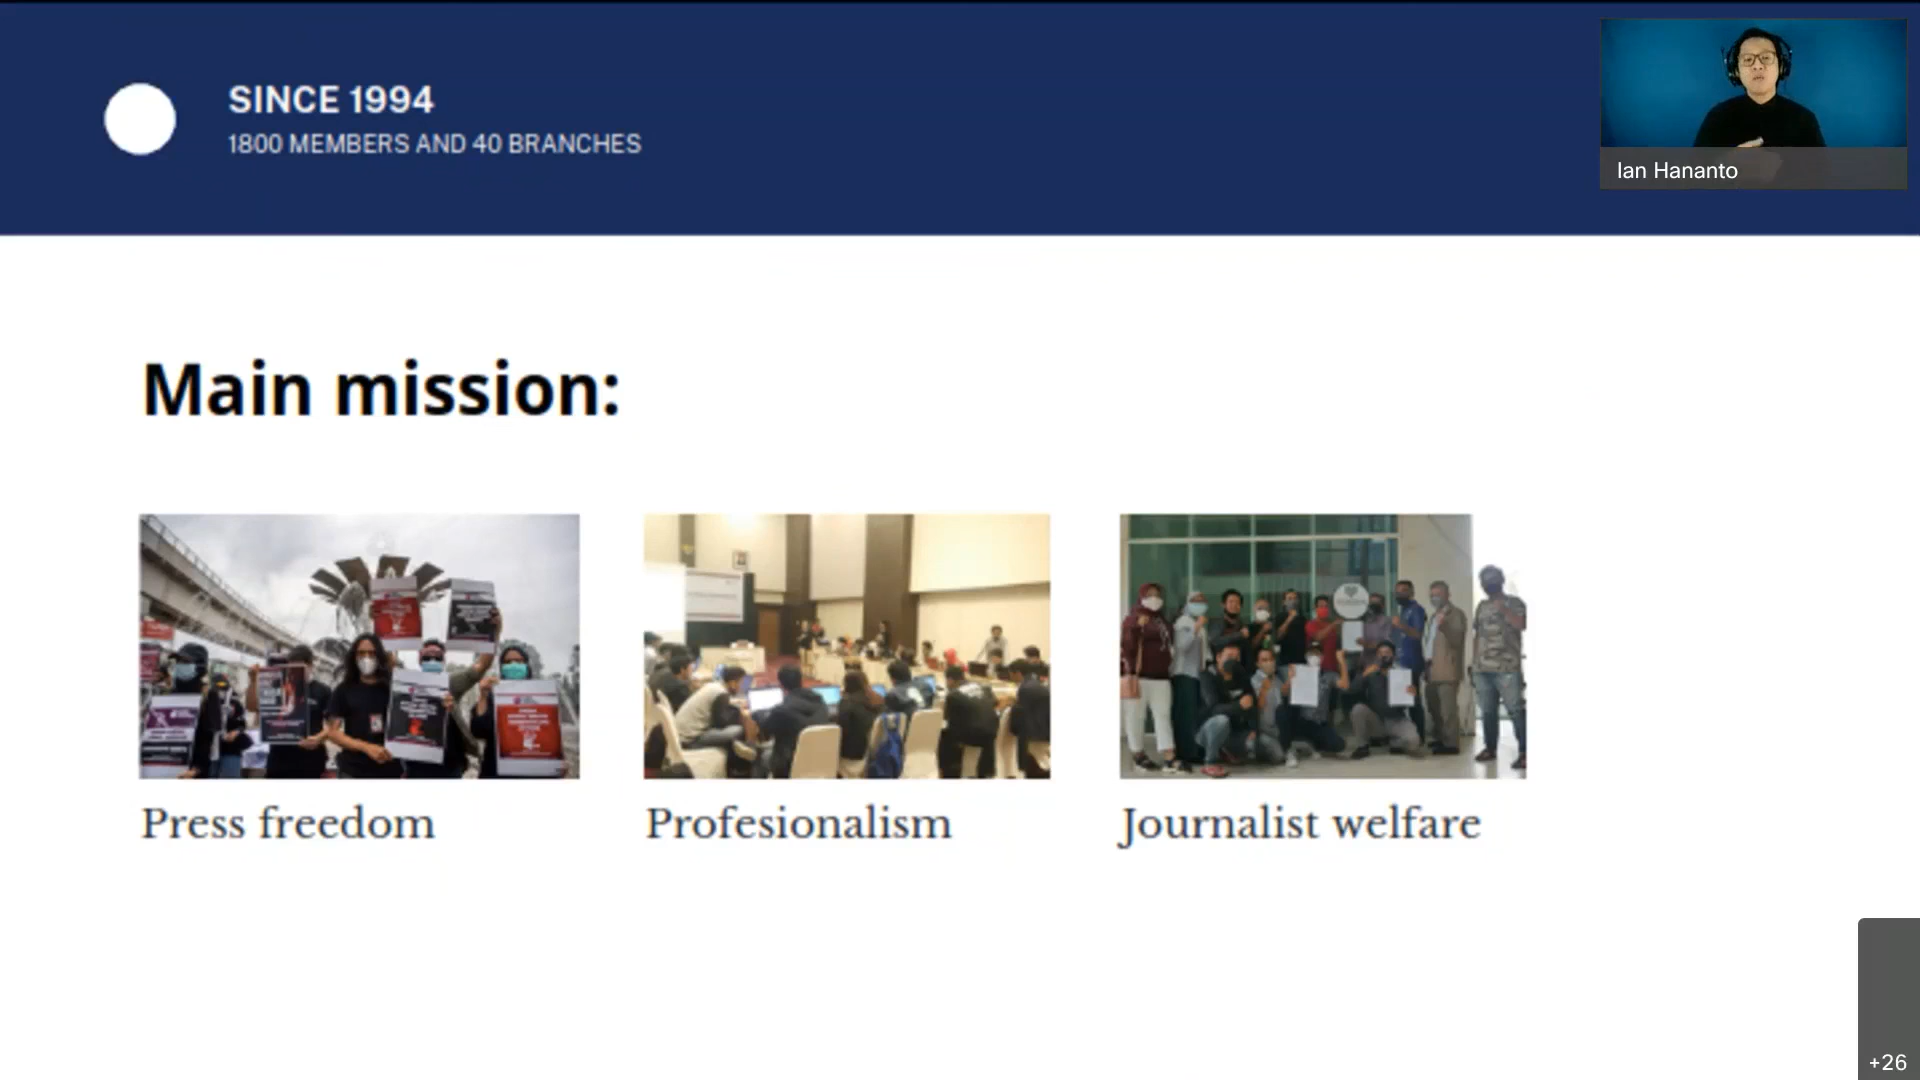 SINCE 1994
1800 MEMBERS AND 40 BRANCHES
Ian Hananto
Main mission:
Press freedom
Profesionalism
Journalist welfare
+26